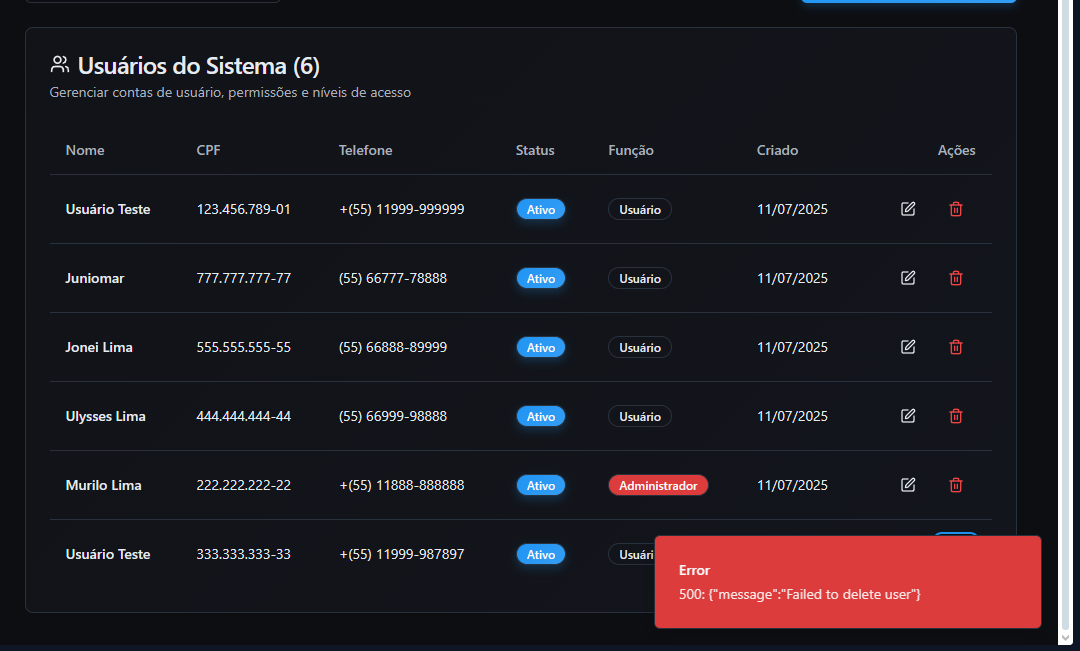 Usuários do Sistema (6)
Gerenciar contas de usuário, permissões e níveis de acesso
Nome CPF Telefone Status Função Criado Ações
Usuário Teste 123.456.789-01 +(55) 11999-999999 Ativo Usuário 11/07/2025
Juniomar 777.777.777-77 (55) 66777-78888 Ativo Usuário 11/07/2025
Jonei Lima 555.555.555-55 (55) 66888-89999 Ativo Usuário 11/07/2025
Ulysses Lima 444.444.444-44 (55) 66999-98888 Ativo Usuário 11/07/2025
Murilo Lima 222.222.222-22 +(55) 11888-888888 Ativo Administrador 11/07/2025
Usuário Teste 333.333.333-33 +(55) 11999-987897 Ativo Usuári
Error
500: {"message":"Failed to delete user"}